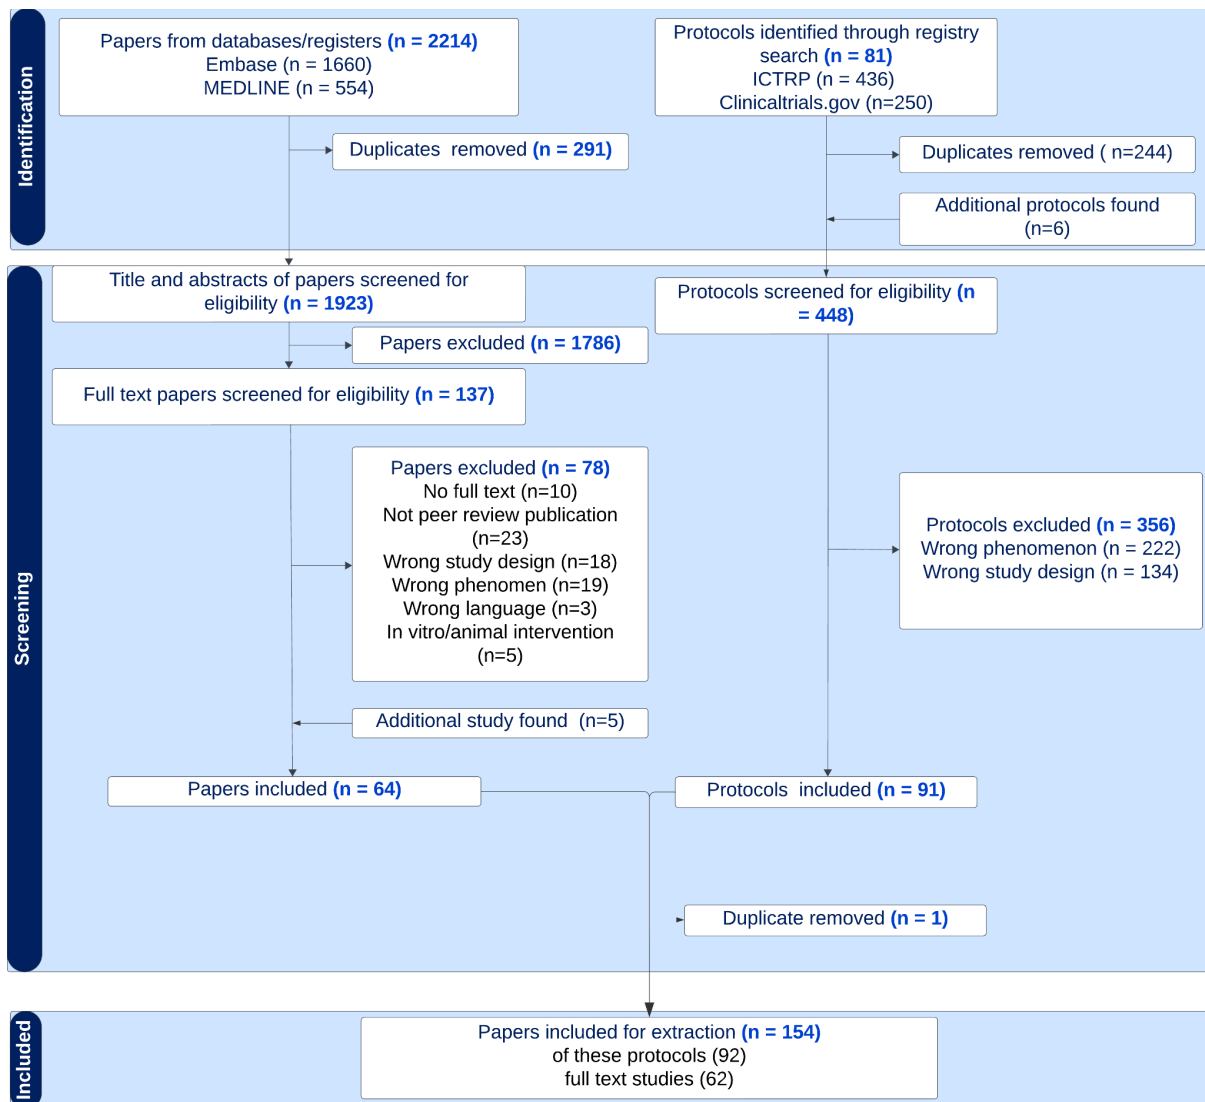 Identification
Papers from databases/registers (n = 2214)
Embase (n = 1660)
MEDLINE (n = 554)
Protocols identified through registry
search (n = 81)
ICTRP (n = 436)
Clinicaltrials.gov (n=250)
Duplicates  removed (n = 291)
Duplicates removed ( n=244)
Additional protocols found
(n=6)
Screening
Title and abstracts of papers screened for
eligibility (n = 1923)
Protocols screened for eligibility (n
= 448)
Papers excluded (n = 1786)
Full text papers screened for eligibility (n = 137)
Papers excluded (n = 78)
No full text (n=10)
Not peer review publication
(n=23)
Wrong study design (n=18)
Wrong phenomen (n=19)
Wrong language (n=3)
In vitro/animal intervention
(n=5)
Protocols excluded (n = 356)
Wrong phenomenon (n = 222)
Wrong study design (n = 134)
Additional study found  (n=5)
Papers included (n = 64)
Protocols  included (n = 91)
Duplicate removed (n = 1)
Included
Papers included for extraction (n = 154)
of these protocols (92)
full text studies (62)